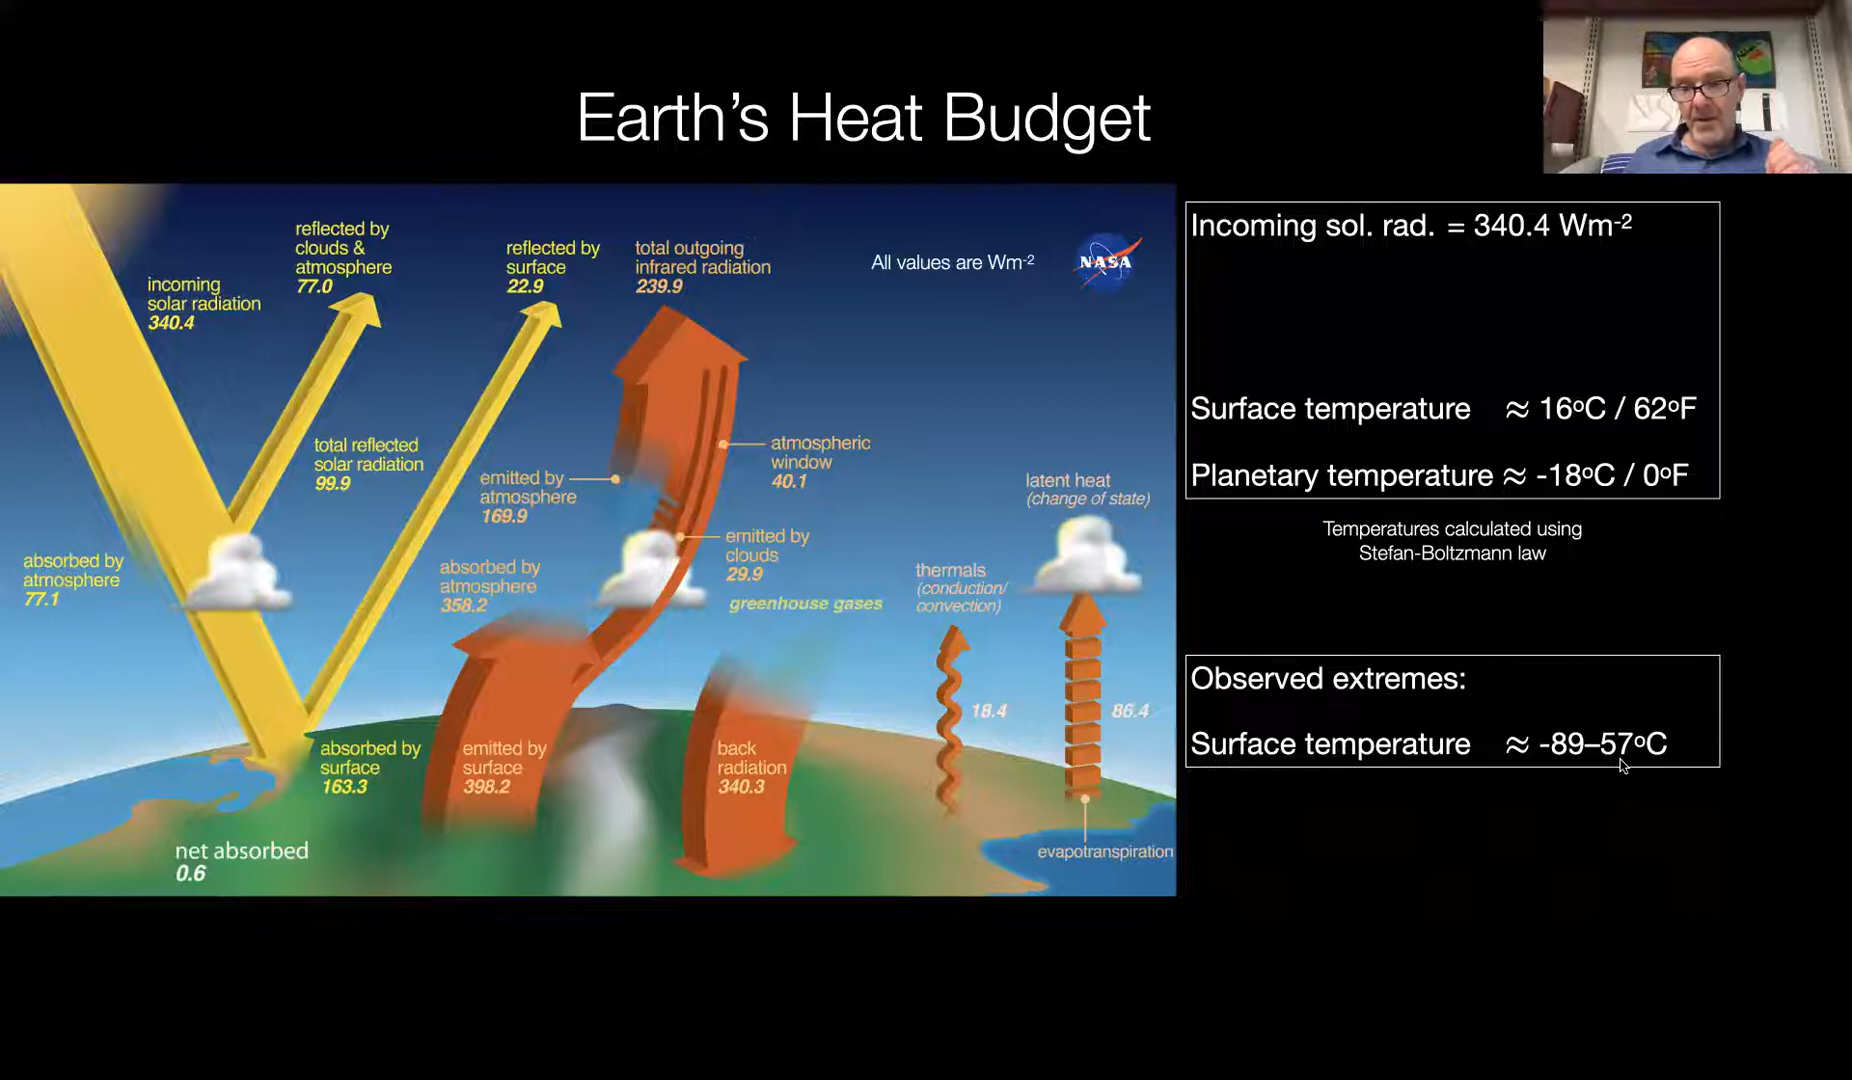 Earth's Heat Budget
reflected by
clouds &
atmosphere
77.0
incoming
solar radiation
340.4
reflected by
surface
22.9
total outgoing
infrared radiation
239.9
All values are Wm-2
NASA
total reflected
solar radiation
99.9
emitted by
atmosphere
169.9
atmospheric
window
40.1
latent heat
(change of state)
absorbed by
atmosphere
77.1
absorbed by
atmosphere
358.2
emitted by
clouds
29.9
greenhouse gases
thermals
(conduction/
convection)
18.4
86.4
absorbed by
surface
163.3
emitted by
surface
398.2
back
radiation
340.3
evapotranspiration
net absorbed
0.6
Incoming sol. rad. = 340.4 Wm-2
Surface temperature ≈ 16oC / 62oF
Planetary temperature ≈ -18oC / 0oF
Temperatures calculated using
Stefan-Boltzmann law
Observed extremes:
Surface temperature ≈ -89–57oC